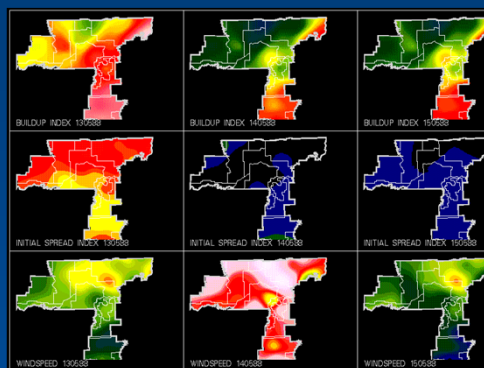 BUILDUP INDEX 130588
BUILDUP INDEX 140588
BUILDUP INDEX 150588
INITIAL SPREAD INDEX 130588
INITIAL SPREAD INDEX 140588
INITIAL SPREAD INDEX 150588
WINDSPEED 130588
WINDSPEED 140588
WINDSPEED 150588